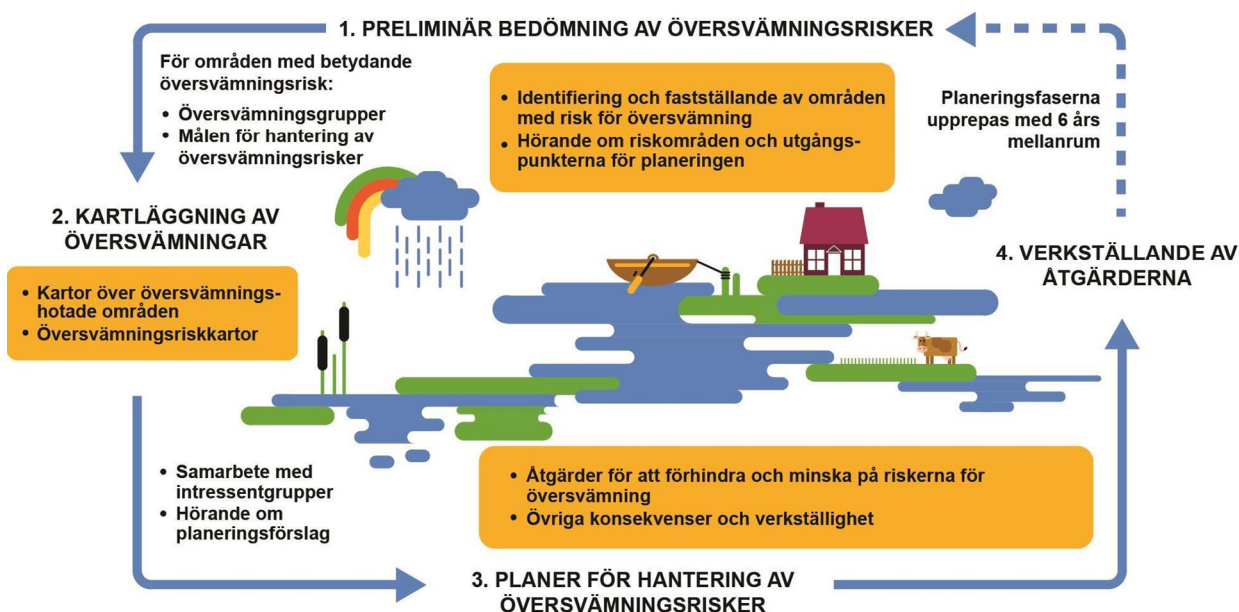 1. PRELIMINÄR BEDÖMNING AV ÖVERSVÄMNINGSRISKER
För områden med betydande
översvämningsrisk:
• Översvämningsgrupper
• Målen för hantering av
översvämningsrisker
• Identifiering och fastställande av områden
med risk för översvämning
• Hörande om riskområden och utgångs-
punkterna för planeringen
Planeringsfaserna
upprepas med 6 års
mellanrum
2. KARTLÄGGNING AV
ÖVERSVÄMNINGAR
• Kartor över översvämnings-
hotade områden
• Översvämningsriskkartor
4. VERKSTÄLLANDE AV
ÅTGÄRDERNA
• Samarbete med
intressentgrupper
• Hörande om
planeringsförslag
• Åtgärder för att förhindra och minska på riskerna för
översvämning
• Övriga konsekvenser och verkställighet
3. PLANER FÖR HANTERING AV
ÖVERSVÄMNINGSRISKER